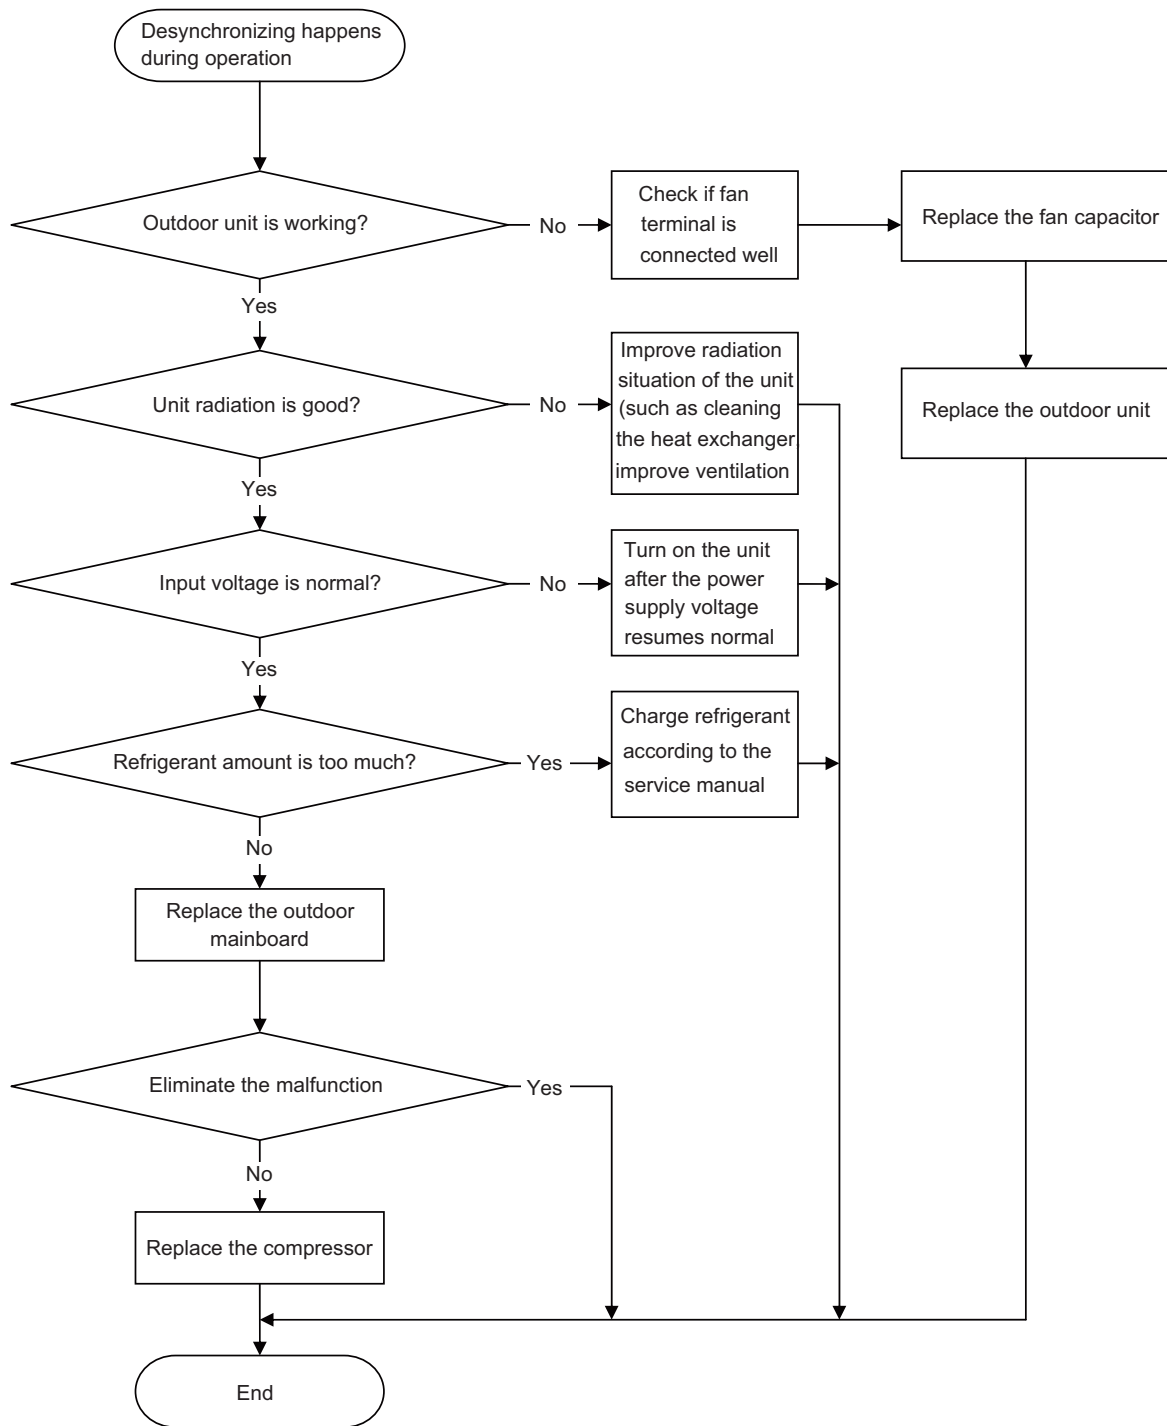 Desynchronizing happens
during operation
Outdoor unit is working?
No
Check if fan
terminal is
connected well
Replace the fan capacitor
Yes
Unit radiation is good?
No
Improve radiation
situation of the unit
(such as cleaning
the heat exchanger,
improve ventilation
Replace the outdoor unit
Yes
Input voltage is normal?
No
Turn on the unit
after the power
supply voltage
resumes normal
Yes
Refrigerant amount is too much?
Yes
Charge refrigerant
according to the
service manual
No
Replace the outdoor
mainboard
Eliminate the malfunction
Yes
No
Replace the compressor
End